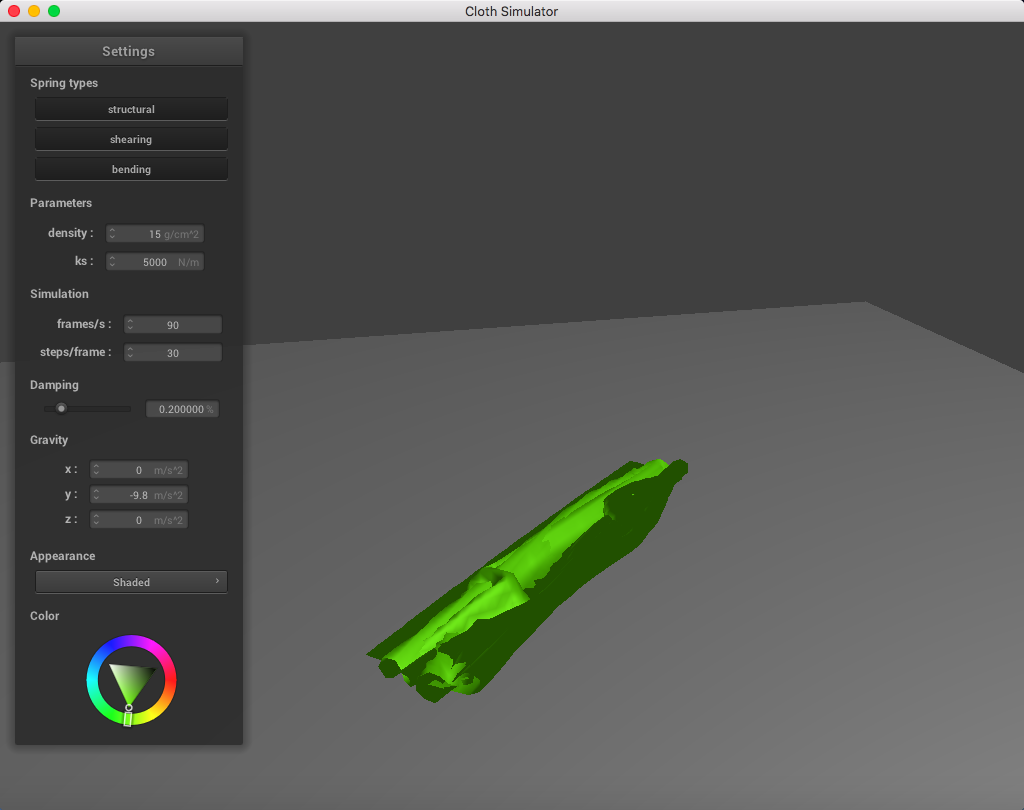 Cloth Simulator
Settings
Spring types
structural
shearing
bending
Parameters
density : 15 g/cm^2
ks : 5000 N/m
Simulation
frames/s : 90
steps/frame : 30
Damping
0.200000 %
Gravity
x : 0 m/s^2
y : -9.8 m/s^2
z : 0 m/s^2
Appearance
Shaded ›
Color